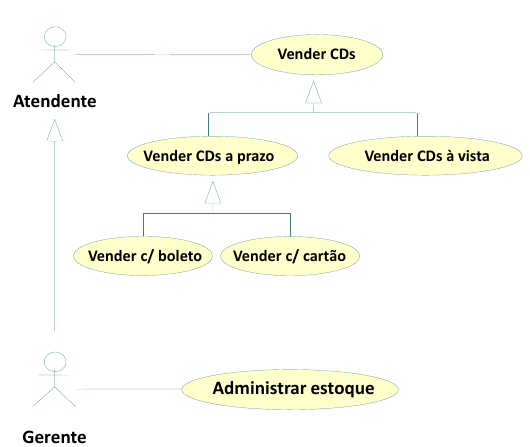 Vender CDs
Atendente
Vender CDs a prazo
Vender CDs à vista
Vender c/ boleto
Vender c/ cartão
Administrar estoque
Gerente